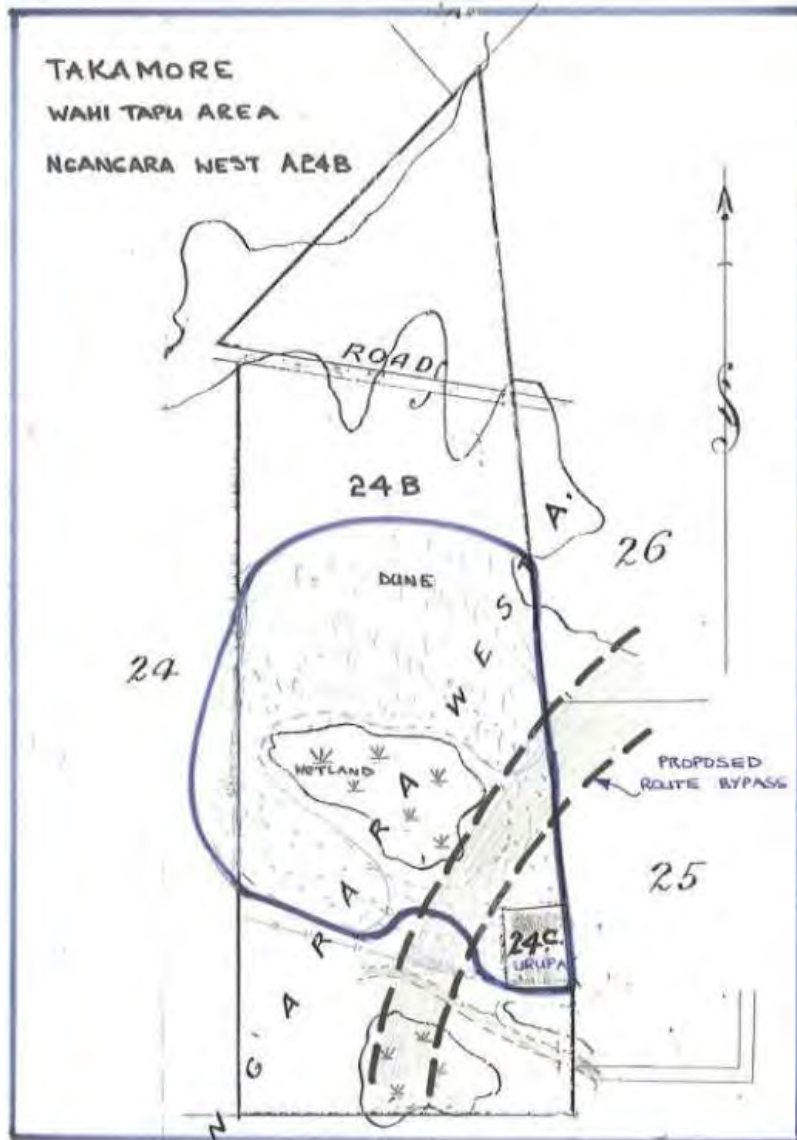 TAKAMORE
WAHI TAPU AREA
NGANGARA WEST A24B
ROAD
24B
A.
26
DUNE
24
WETLAND
PROPOSED
ROUTE BYPASS
25
24C.
URUPA
NGARARA WEST